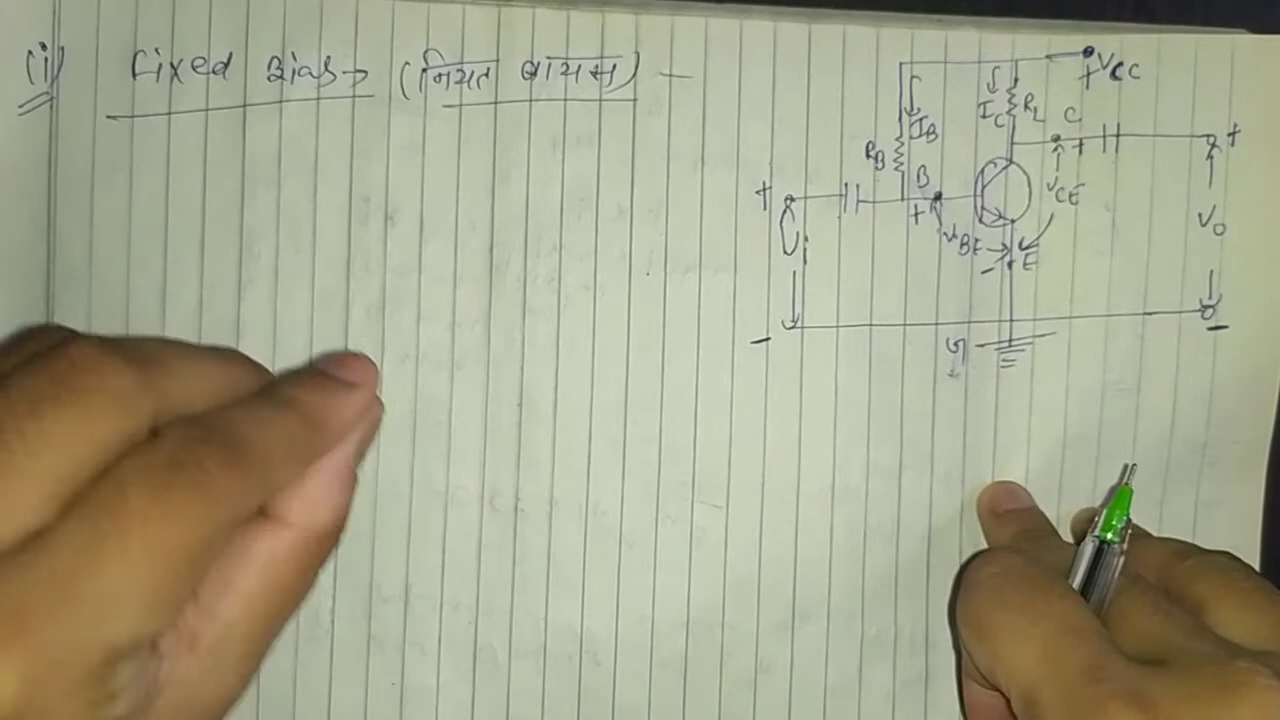 (i) Fixed Bias → (नियत बायस) —
+VCC
IB
IC
RL
C
+
RB
B
+
+
VCE
VBE
E
-
+
Vi
-
+
Vo
-
G